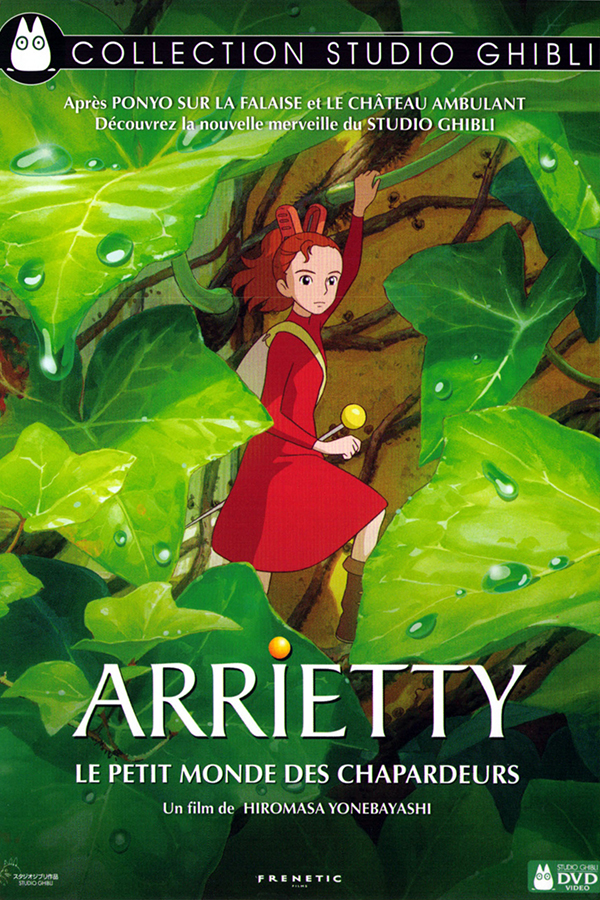 COLLECTION STUDIO GHIBLI
Après PONYO SUR LA FALAISE et LE CHÂTEAU AMBULANT
Découvrez la nouvelle merveille du STUDIO GHIBLI
ARRIETTY
LE PETIT MONDE DES CHAPARDEURS
Un film de HIROMASA YONEBAYASHI
スタジオジブリ作品
STUDIO GHIBLI
FRENETIC
FILMS
STUDIO GHIBLI
DVD
VIDEO